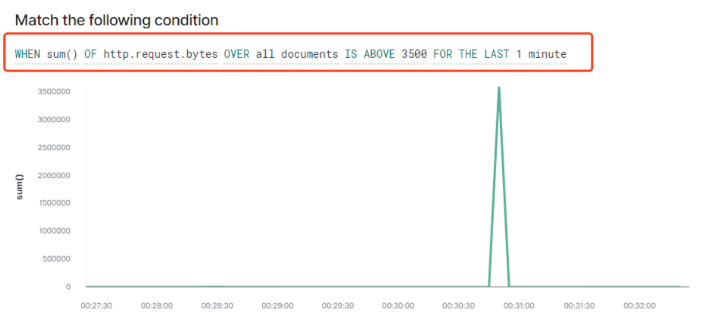 Match the following condition
WHEN sum() OF http.request.bytes OVER all documents IS ABOVE 3500 FOR THE LAST 1 minute
3500000
3000000
2500000
2000000
1500000
1000000
500000
0
sum()
00:27:30 00:28:00 00:28:30 00:29:00 00:29:30 00:30:00 00:30:30 00:31:00 00:31:30 00:32:00